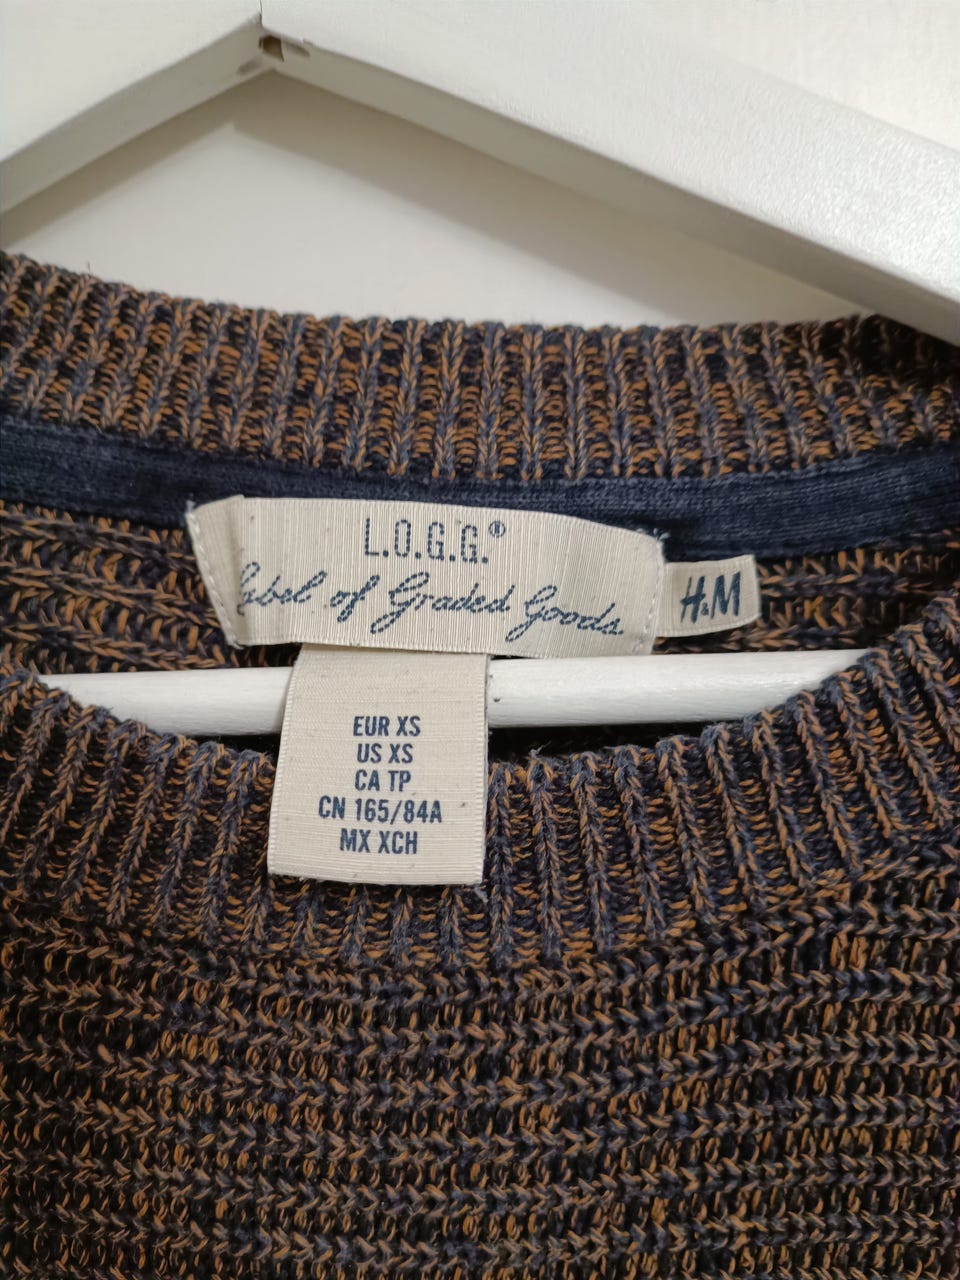 L.O.G.G.®
Label of Graded Goods
H&M
EUR XS
US XS
CA TP
CN 165/84A
MX XCH